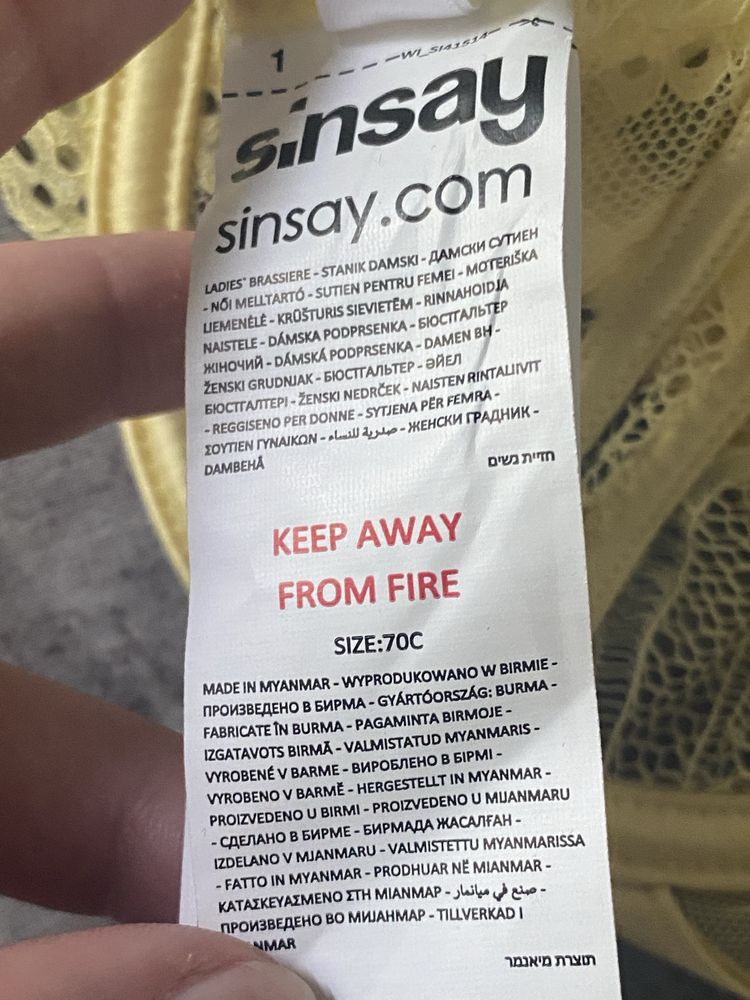 1
WI_SI41514
sinsay
sinsay.com
LADIES' BRASSIERE - STANIK DAMSKI - ДАМСКИ СУТИЕН
- NŐI MELLTARTÓ - SUTIEN PENTRU FEMEI - MOTERIŠKA
LIEMENĖLĖ - KRŪŠTURIS SIEVIETĒM - RINNAHOIDJA
NAISTELE - DÁMSKA PODPRSENKA - БЮСТГАЛЬТЕР
ЖІНОЧИЙ - DÁMSKÁ PODPRSENKA - DAMEN BH -
ŽENSKI GRUDNJAK - БЮСТГАЛЬТЕР - ӘЙЕЛ
БЮСТГАЛТЕРІ - ŽENSKI NEDRČEK - NAISTEN RINTALIIVIT
- REGGISENO PER DONNE - SYTJENA PËR FEMRA -
ΣΟΥΤΙΕΝ ΓΥΝΑΙΚΩΝ - صدرية للنساء - ЖЕНСКИ ГРАДНИК -
DAMBEHÅ
חזיית נשים
KEEP AWAY
FROM FIRE
SIZE:70C
MADE IN MYANMAR - WYPRODUKOWANO W BIRMIE -
ПРОИЗВЕДЕНО В БИРМА - GYÁRTÓORSZÁG: BURMA -
FABRICATE ÎN BURMA - PAGAMINTA BIRMOJE -
IZGATAVOTS BIRMĀ - VALMISTATUD MYANMARIS -
VYROBENÉ V BARME - ВИРОБЛЕНО В БІРМІ -
VYROBENO V BARMĚ - HERGESTELLT IN MYANMAR -
PROIZVEDENO U BIRMI - PROIZVEDENO U MIJANMARU
- СДЕЛАНО В БИРМЕ - БИРМАДА ЖАСАЛҒАН -
IZDELANO V MJANMARU - VALMISTETTU MYANMARISSA
- FATTO IN MYANMAR - PRODHUAR NË MIANMAR -
ΚΑΤΑΣΚΕΥΑΣΜΕΝΟ ΣΤΗ ΜΙΑΝΜΑΡ - صنع في ميانمار -
ПРОИЗВЕДЕНО ВО МИЈАНМАР - TILLVERKAD I
NMAR
תוצרת מיאנמר